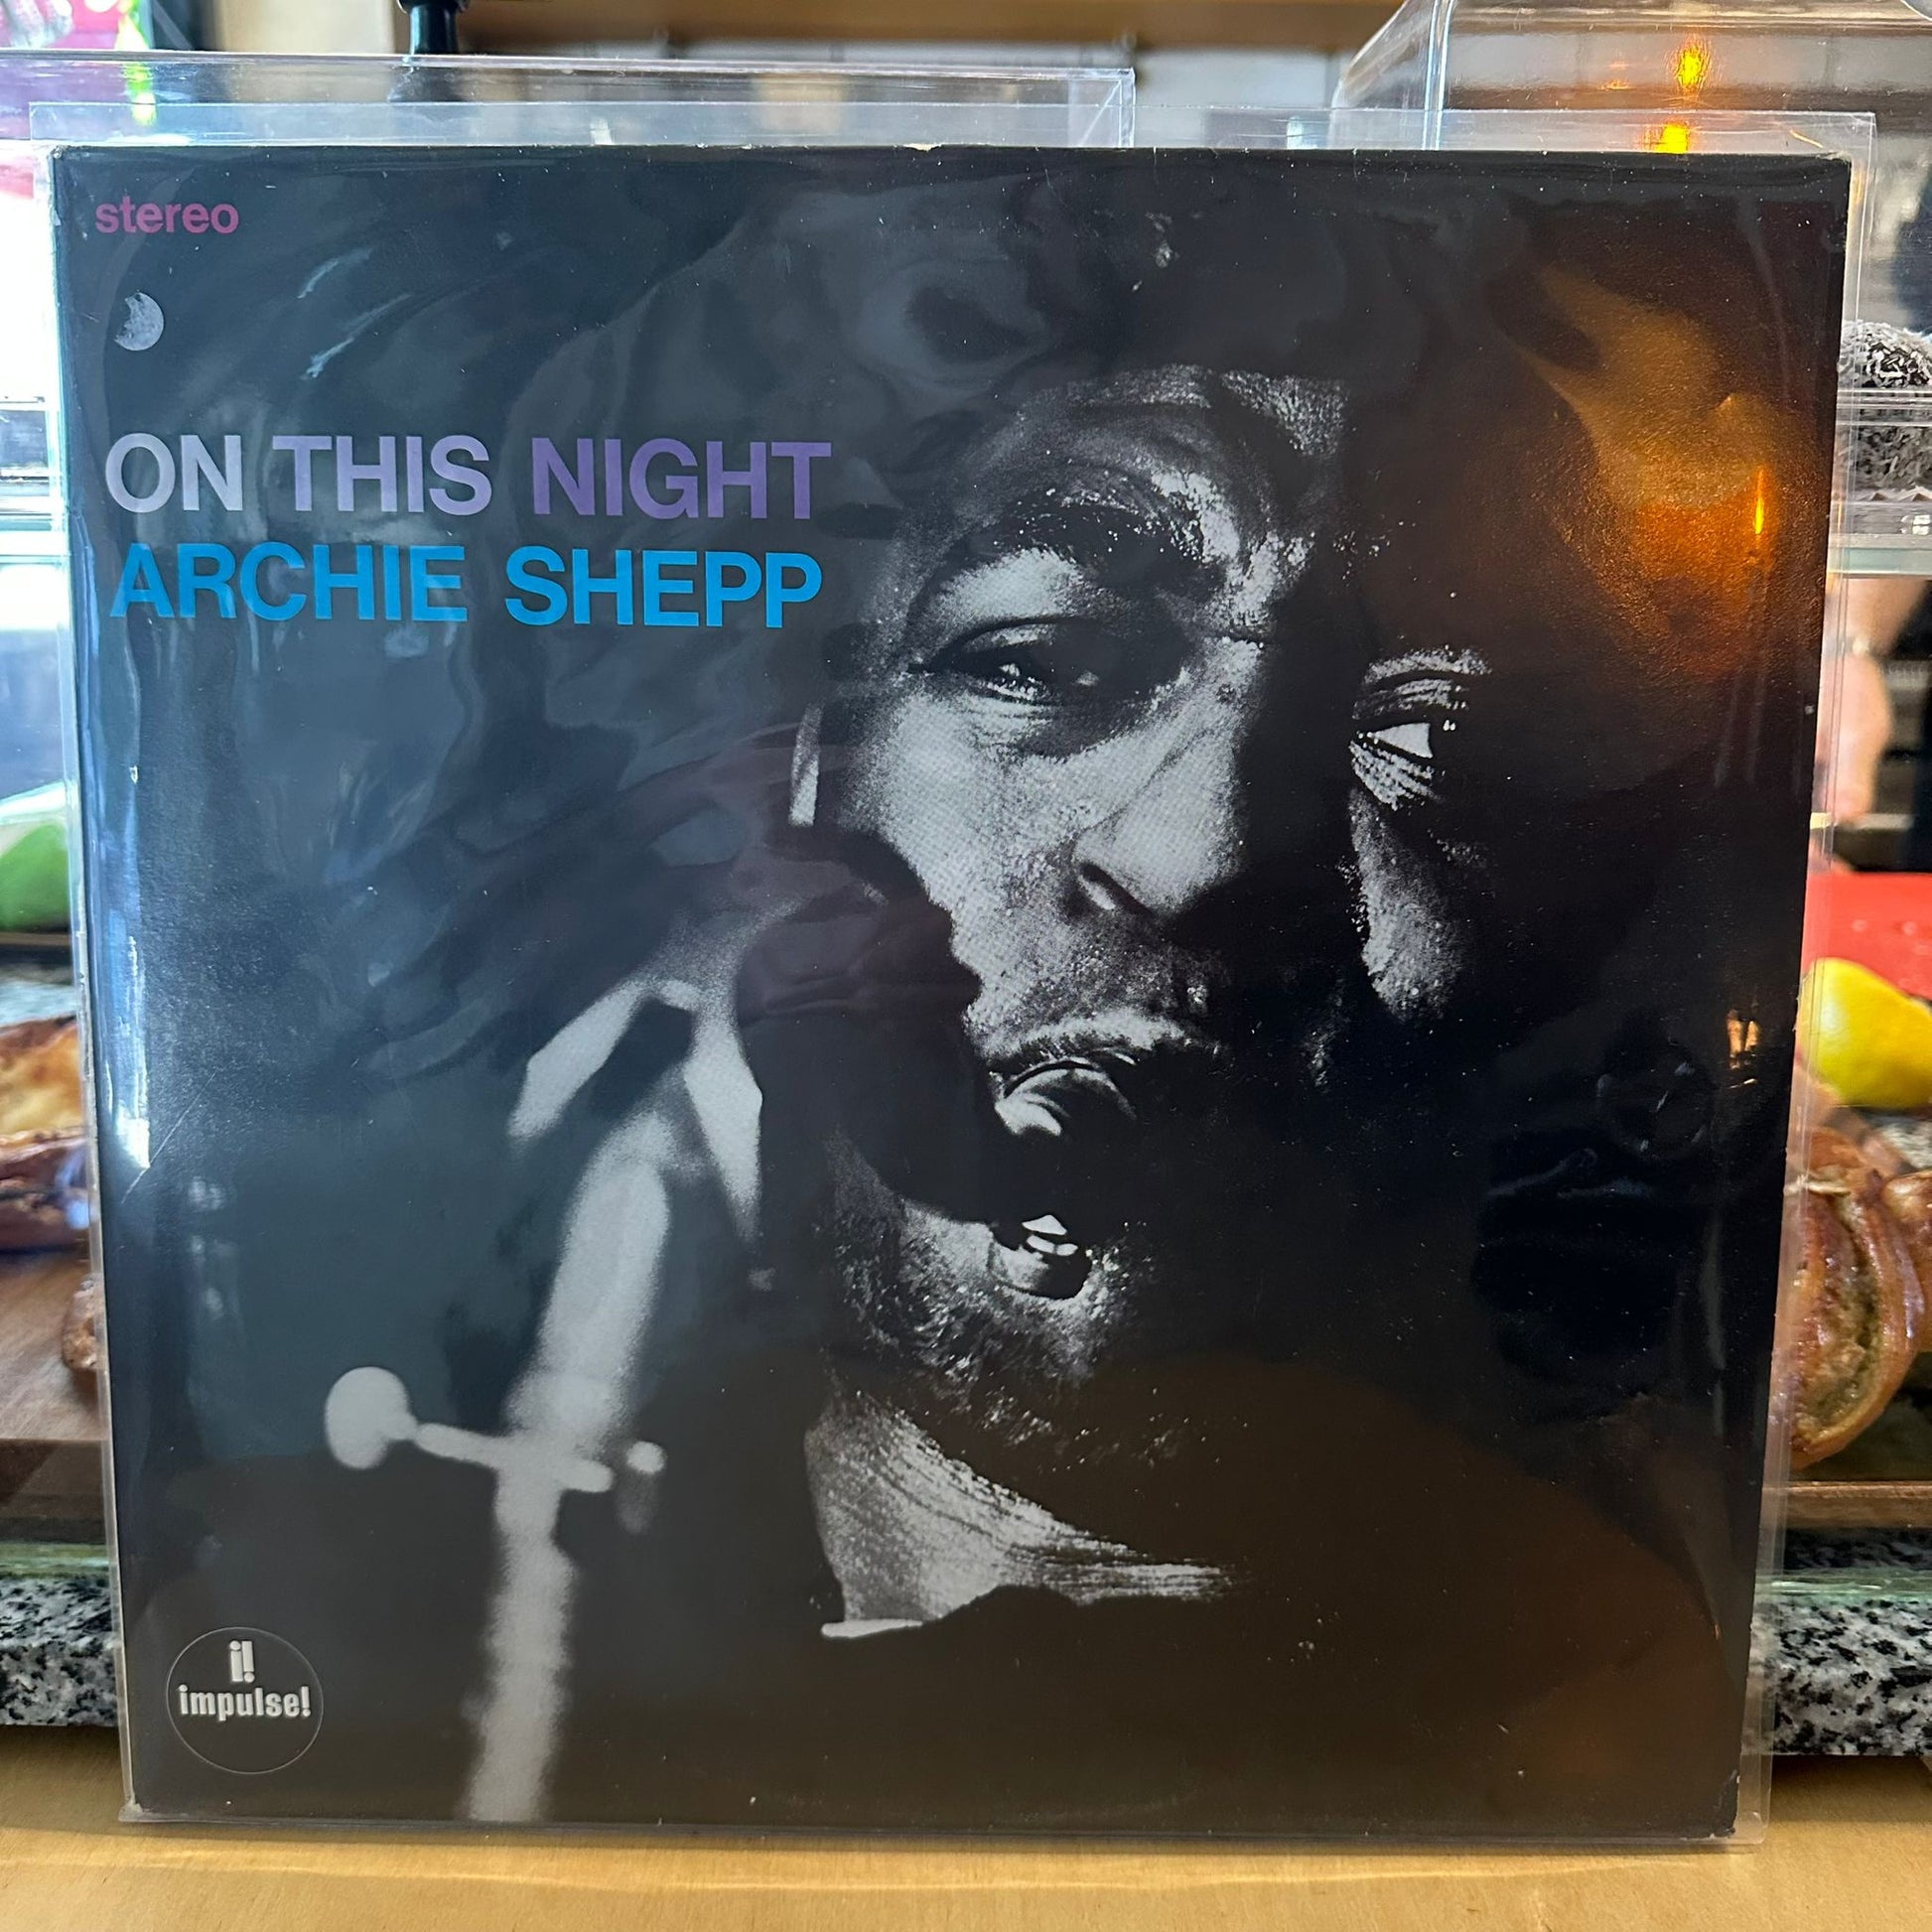 stereo
ON THIS NIGHT
ARCHIE SHEPP
i!
impulse!